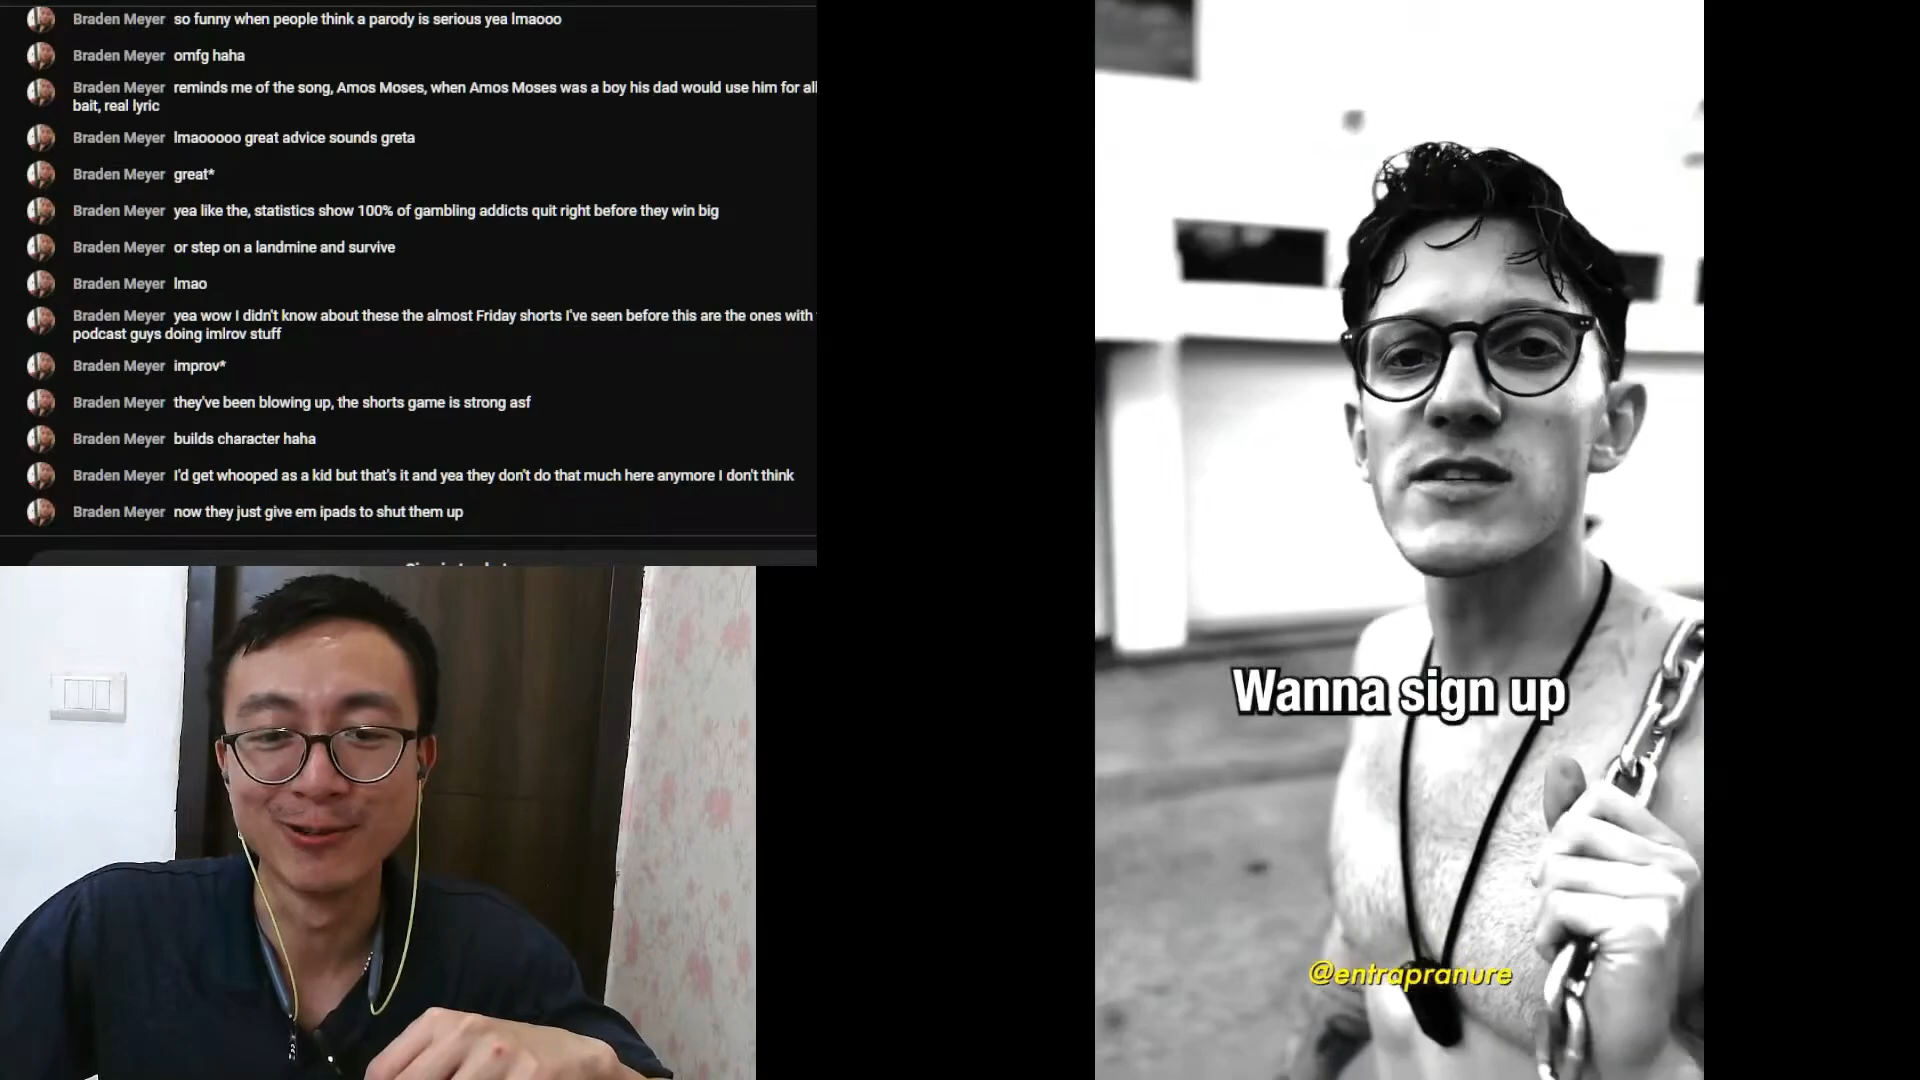 Braden Meyer so funny when people think a parody is serious yea lmaooo
Braden Meyer omfg haha
Braden Meyer reminds me of the song, Amos Moses, when Amos Moses was a boy his dad would use him for all
bait, real lyric
Braden Meyer lmaooooo great advice sounds greta
Braden Meyer great*
Braden Meyer yea like the, statistics show 100% of gambling addicts quit right before they win big
Braden Meyer or step on a landmine and survive
Braden Meyer lmao
Braden Meyer yea wow I didn't know about these the almost Friday shorts I've seen before this are the ones with
podcast guys doing imlrov stuff
Braden Meyer improv*
Braden Meyer they've been blowing up, the shorts game is strong asf
Braden Meyer builds character haha
Braden Meyer I'd get whooped as a kid but that's it and yea they don't do that much here anymore I don't think
Braden Meyer now they just give em ipads to shut them up
Wanna sign up
@entrapranure